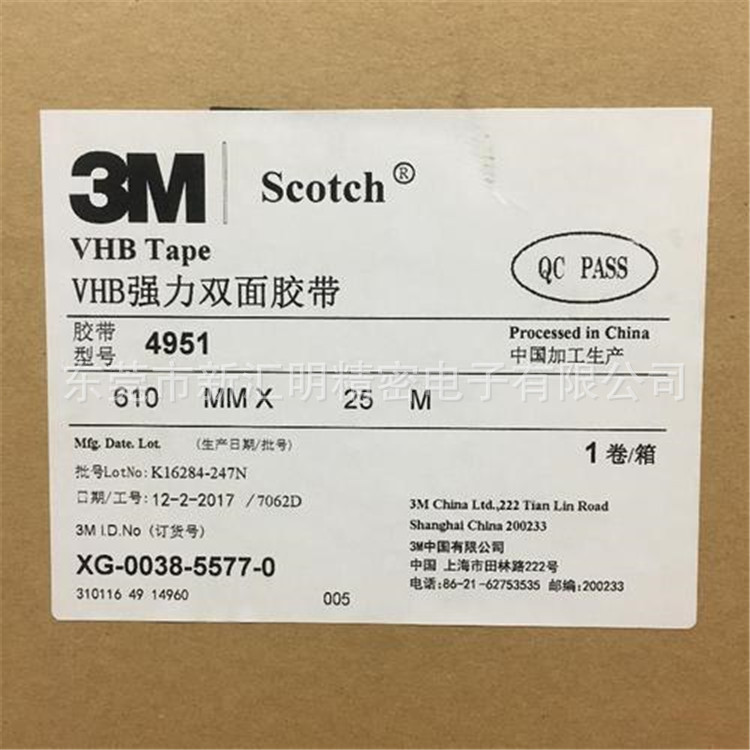 3M Scotch®
VHB Tape
VHB强力双面胶带
QC PASS
胶带
型号 4951
Processed in China
中国加工生产
东莞市新汇明精密电子有限公司
610 MM X 25 M
Mfg. Date. Lot. (生产日期/批号)
1卷/箱
批号LotNo: K16284-247N
日期/工号: 12-2-2017 /7062D
3M I.D.No (订货号)
XG-0038-5577-0
310116 49 14960 005
3M China Ltd.,222 Tian Lin Road
Shanghai China 200233
3M中国有限公司
中国 上海市田林路222号
电话:86-21-62753535 邮编:200233